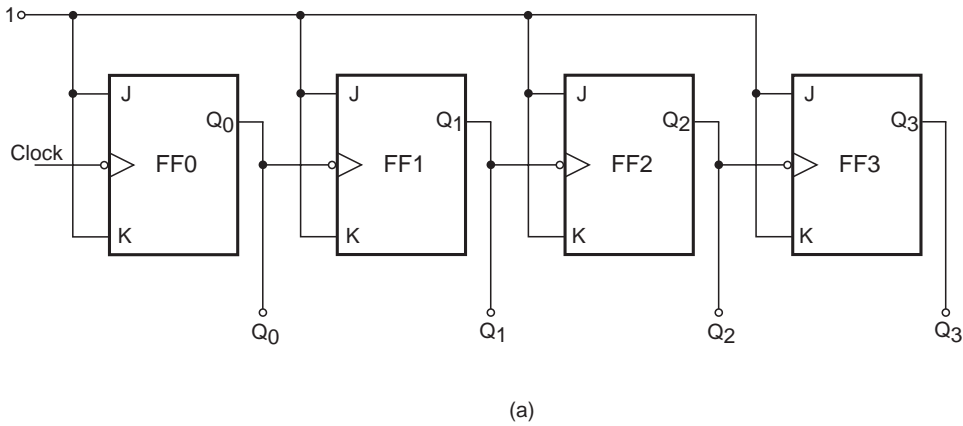 1
J J J J
Q0 Q1 Q2 Q3
Clock FF0 FF1 FF2 FF3
K K K K
Q0 Q1 Q2 Q3
(a)